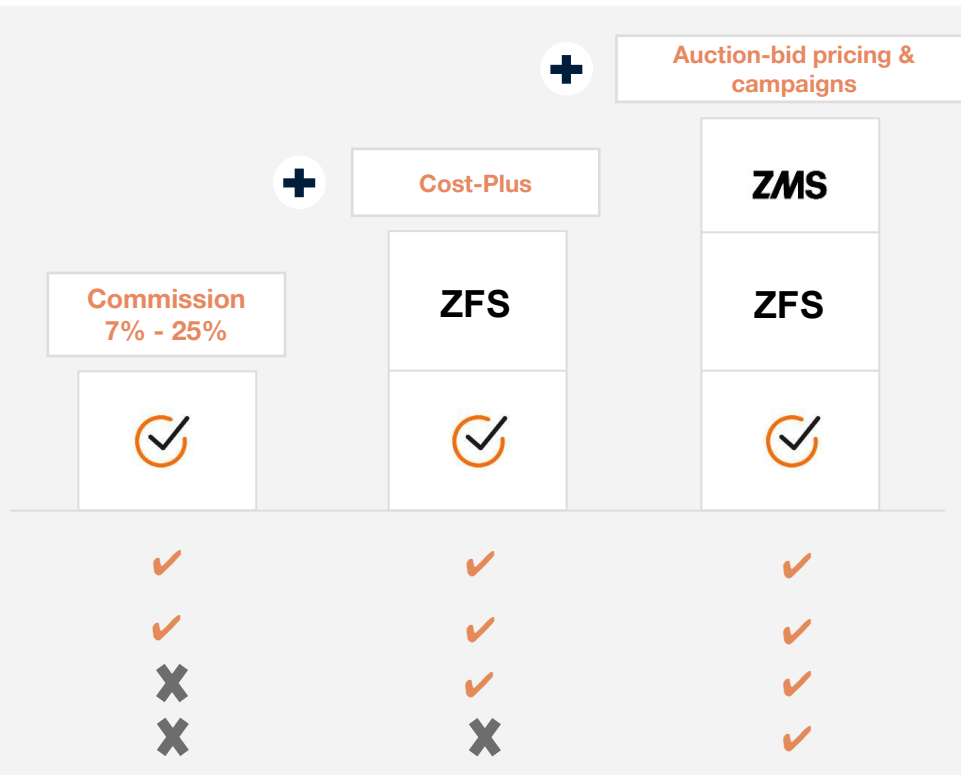 Auction-bid pricing &
campaigns
Cost-Plus
ZMS
Commission
7% - 25%
ZFS
ZFS